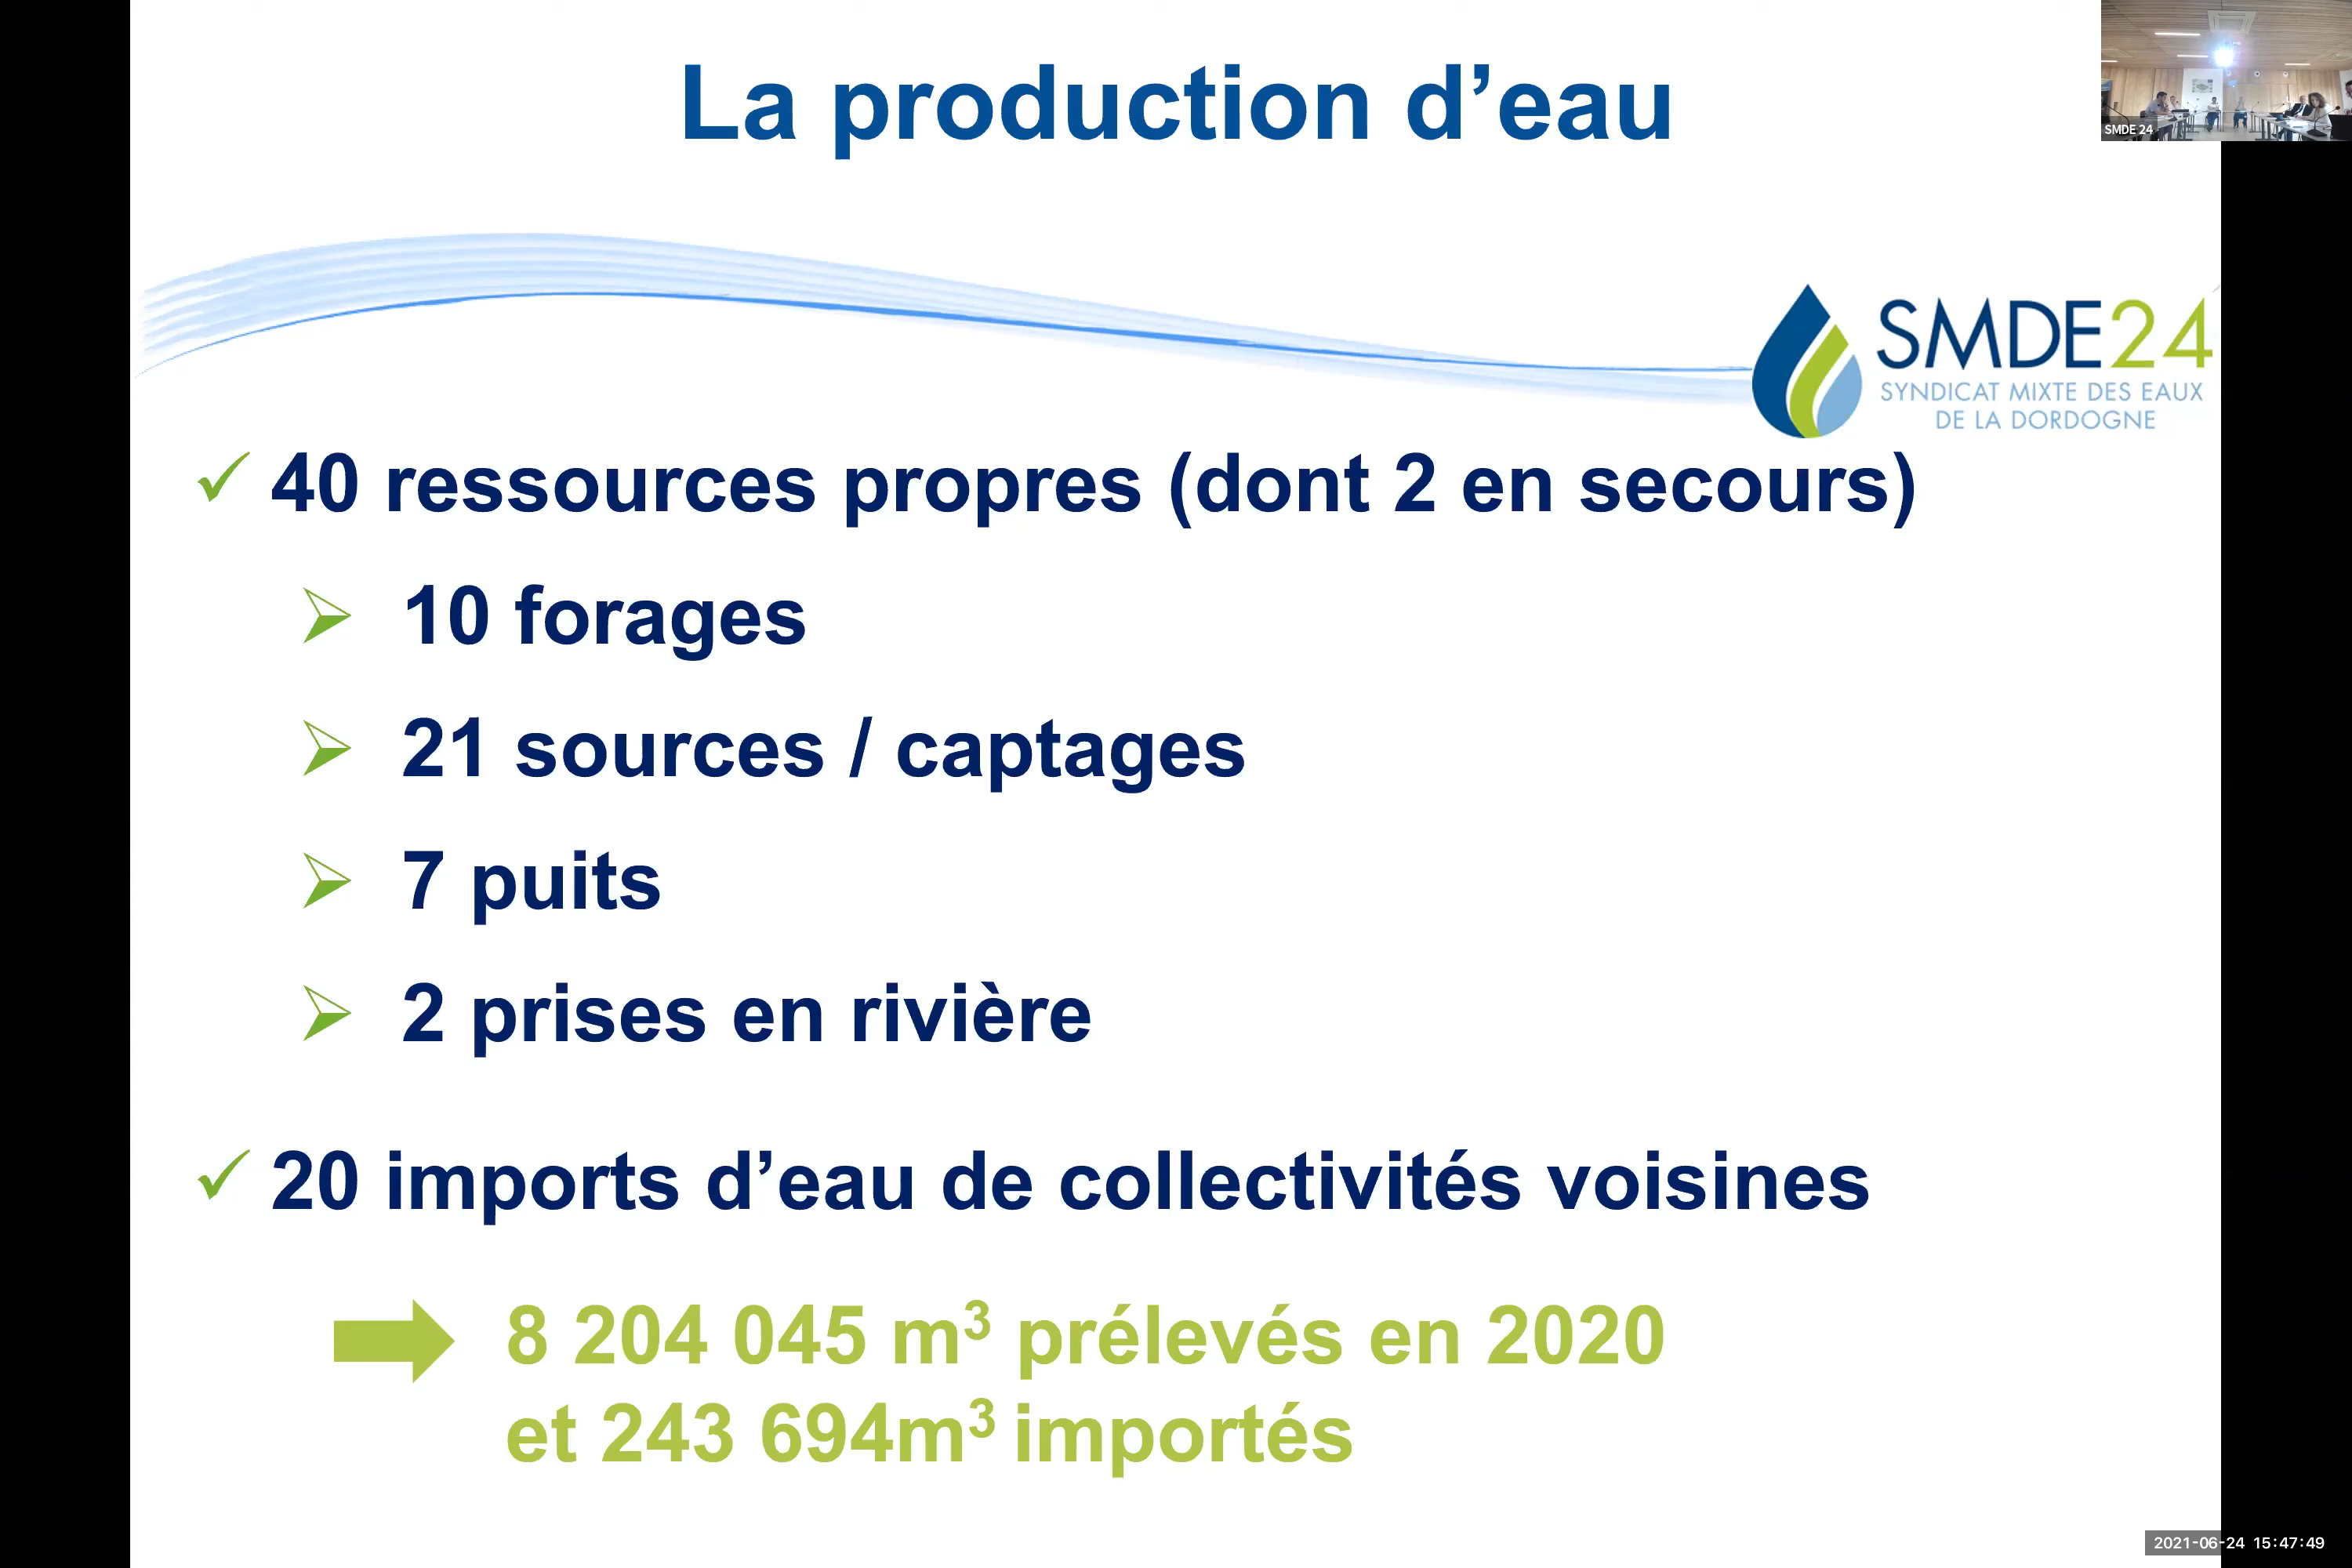 La production d’eau
SMDE 24
SMDE24
SYNDICAT MIXTE DES EAUX
DE LA DORDOGNE
40 ressources propres (dont 2 en secours)
10 forages
21 sources / captages
7 puits
2 prises en rivière
20 imports d’eau de collectivités voisines
8 204 045 m³ prélevés en 2020
et 243 694m³ importés
2021-06-24 15:47:49